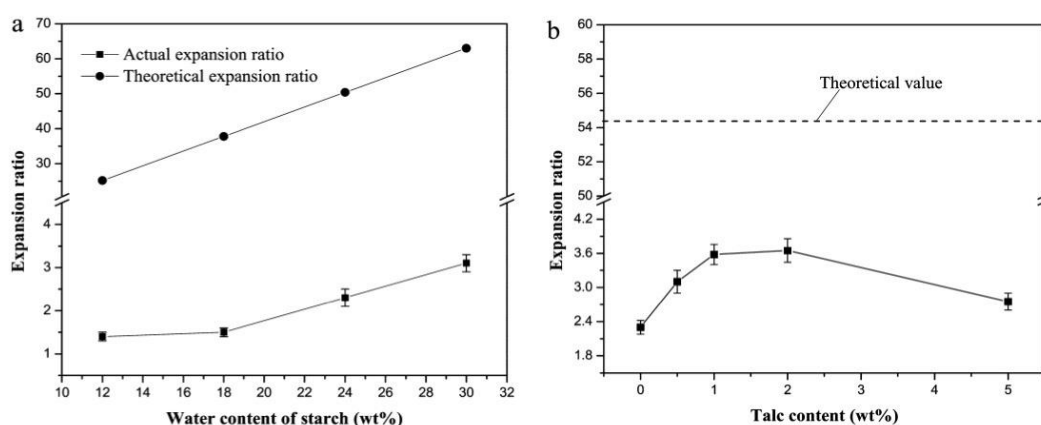 a
70
60
50
40
30
4
3
2
1
Expansion ratio
Actual expansion ratio
Theoretical expansion ratio
10 12 14 16 18 20 22 24 26 28 30 32
Water content of starch (wt%)
b
60
58
56
54
52
50
4.2
3.6
3.0
2.4
1.8
Expansion ratio
Theoretical value
0 1 2 3 4 5
Talc content (wt%)